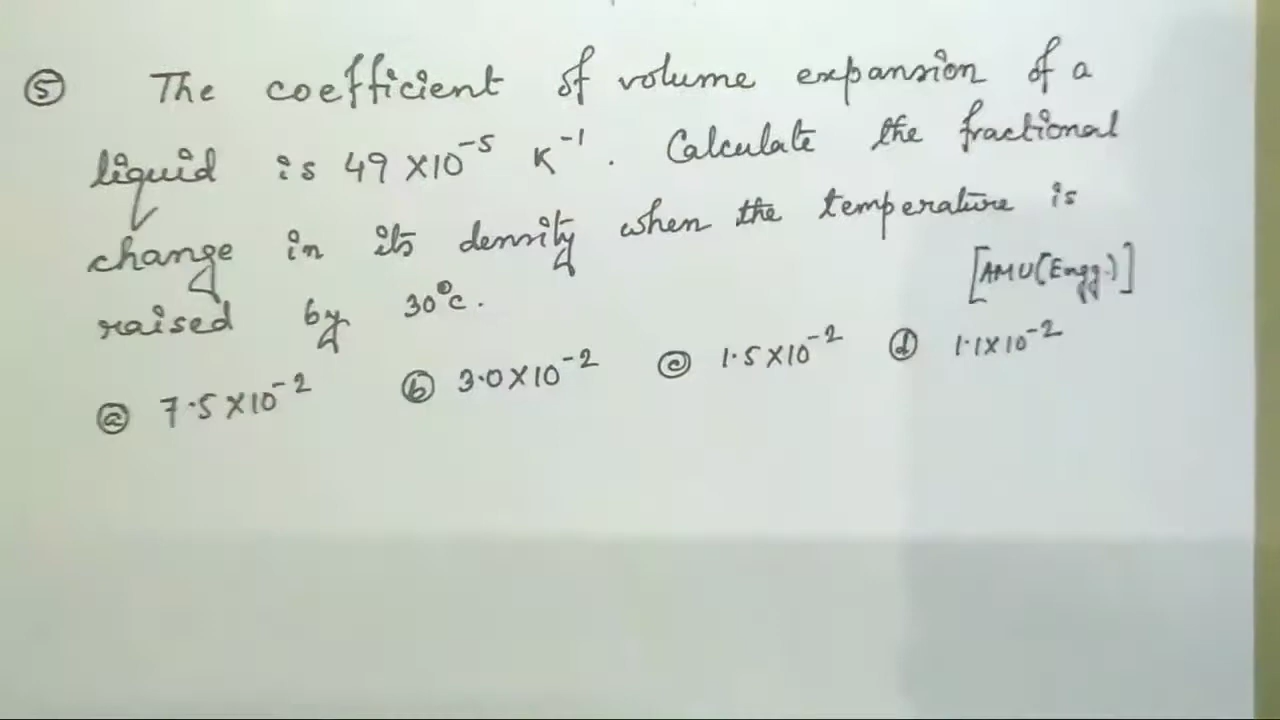 ⑤ The coefficient of volume expansion of a
liquid is 49 × 10⁻⁵ K⁻¹. Calculate the fractional
change in its density when the temperature is
raised by 30°c. [AMU(Engg.)]
ⓐ 7.5 × 10⁻² ⓑ 3.0 × 10⁻² ⓒ 1.5 × 10⁻² ⓓ 1.1 × 10⁻²